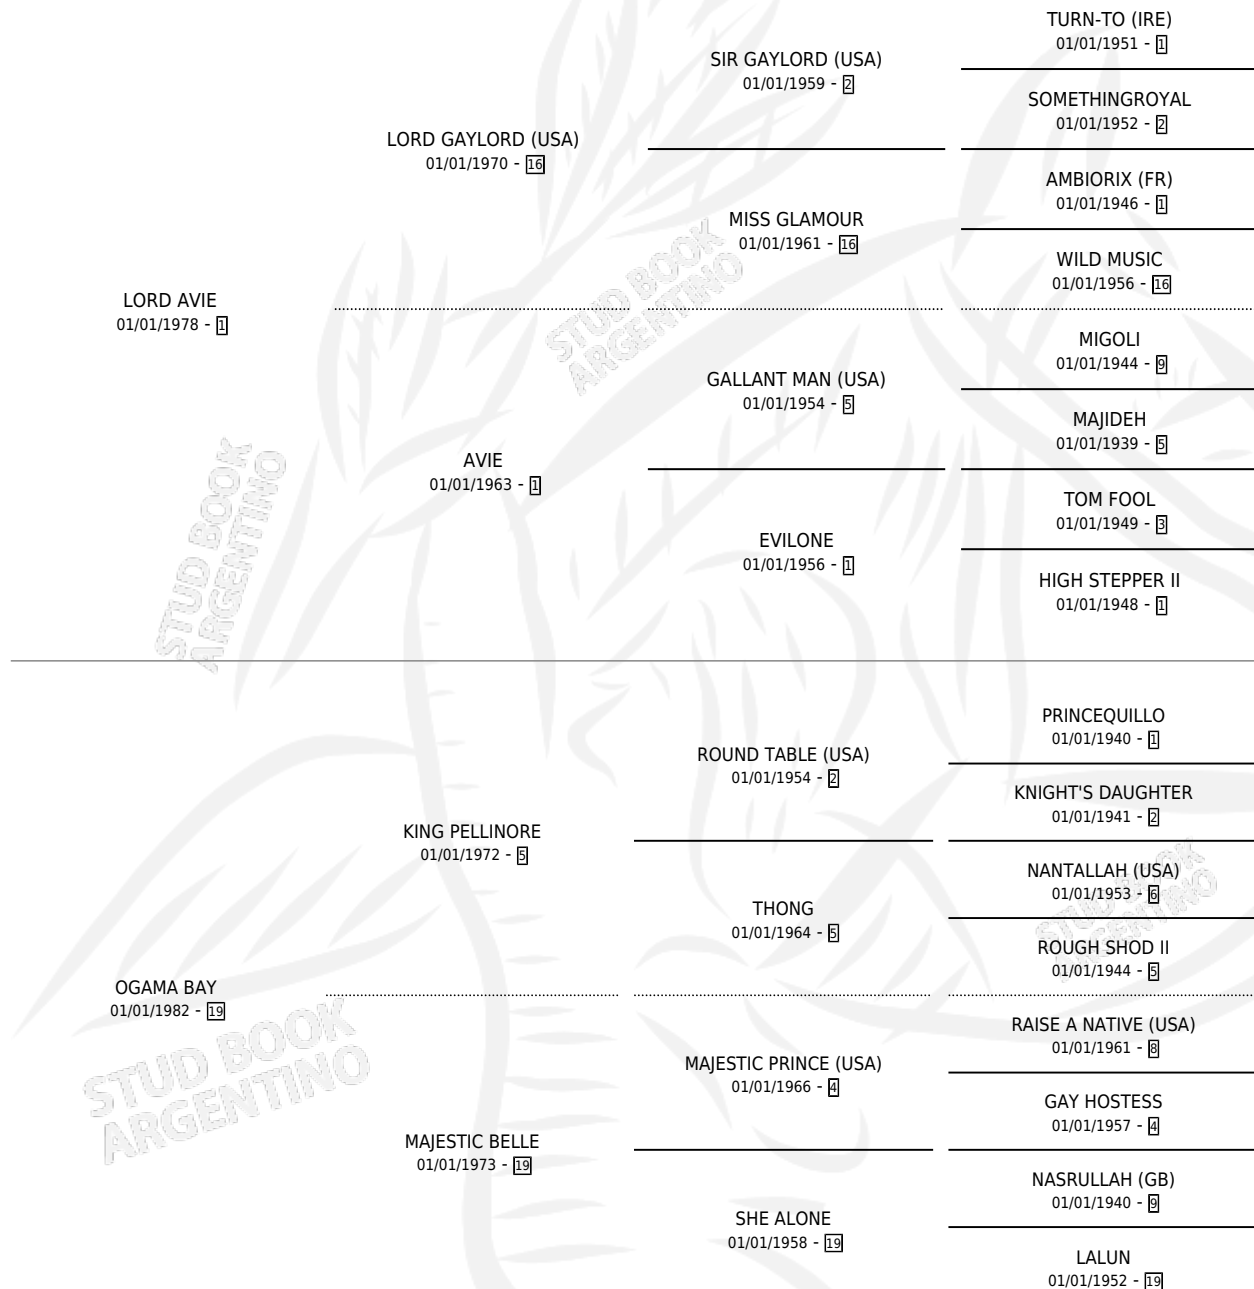 TURN-TO (IRE)
01/01/1951 - 1
SIR GAYLORD (USA)
01/01/1959 - 2
SOMETHINGROYAL
01/01/1952 - 2
LORD GAYLORD (USA)
01/01/1970 - 16
AMBIORIX (FR)
01/01/1946 - 1
MISS GLAMOUR
01/01/1961 - 16
WILD MUSIC
01/01/1956 - 16
LORD AVIE
01/01/1978 - 1
MIGOLI
01/01/1944 - 9
GALLANT MAN (USA)
01/01/1954 - 5
MAJIDEH
01/01/1939 - 5
AVIE
01/01/1963 - 1
TOM FOOL
01/01/1949 - 3
EVILONE
01/01/1956 - 1
HIGH STEPPER II
01/01/1948 - 1
PRINCEQUILLO
01/01/1940 - 1
ROUND TABLE (USA)
01/01/1954 - 2
KNIGHT'S DAUGHTER
01/01/1941 - 2
KING PELLINORE
01/01/1972 - 5
NANTALLAH (USA)
01/01/1953 - 6
THONG
01/01/1964 - 5
ROUGH SHOD II
01/01/1944 - 5
OGAMA BAY
01/01/1982 - 19
RAISE A NATIVE (USA)
01/01/1961 - 8
MAJESTIC PRINCE (USA)
01/01/1966 - 4
GAY HOSTESS
01/01/1957 - 4
MAJESTIC BELLE
01/01/1973 - 19
NASRULLAH (GB)
01/01/1940 - 9
SHE ALONE
01/01/1958 - 19
LALUN
01/01/1952 - 19
STUD BOOK
ARGENTINO
STUD BOOK
ARGENTINO
STUD BOOK
ARGENTINO
STUD BOOK
ARGENTINO